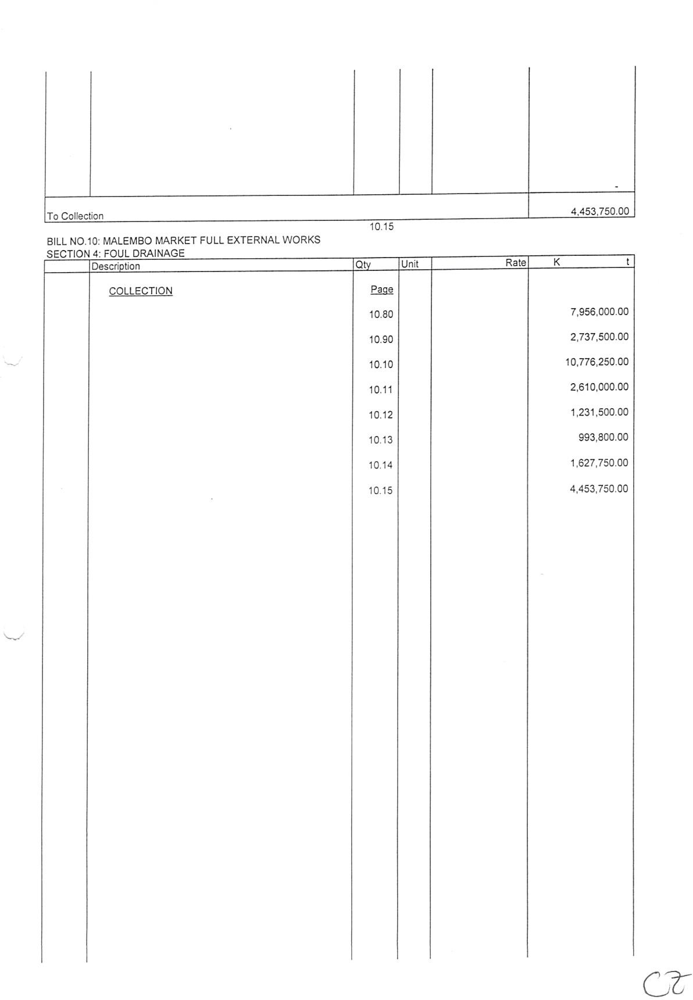 -
To Collection 4,453,750.00
10.15
BILL NO.10: MALEMBO MARKET FULL EXTERNAL WORKS
SECTION 4: FOUL DRAINAGE
Description Qty Unit Rate K t
COLLECTION Page
10.80 7,956,000.00
10.90 2,737,500.00
10.10 10,776,250.00
10.11 2,610,000.00
10.12 1,231,500.00
10.13 993,800.00
10.14 1,627,750.00
10.15 4,453,750.00